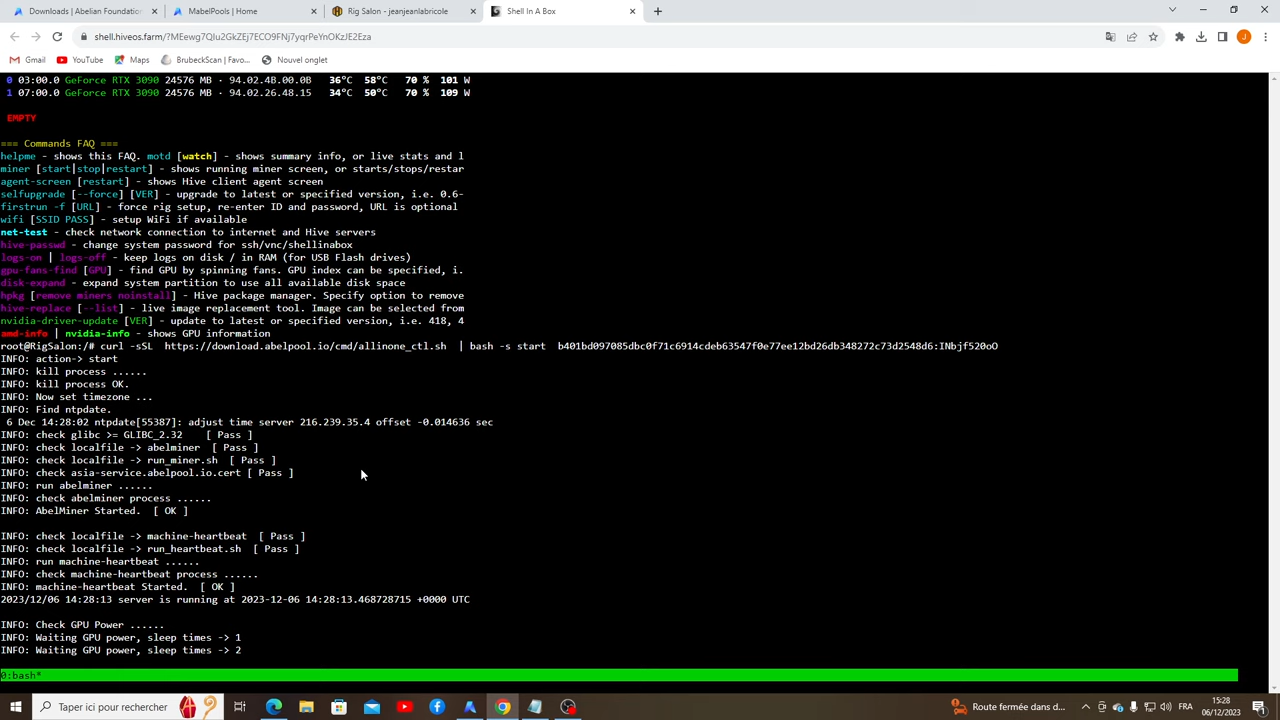 Downloads | Abelian Foundation
MabelPools | Home
Rig Salon - jeanjeanlabricole
Shell In A Box
shell.hiveos.farm/?MEewg7QJu2GkZEj7ECO9FNj7yqrPeYnOKzJE2Eza
Gmail
YouTube
Maps
BrubeckScan | Favo...
Nouvel onglet
0 03:00.0 GeForce RTX 3090 24576 MB · 94.02.4B.00.0B 36°C 58°C 70 % 101 W
1 07:00.0 GeForce RTX 3090 24576 MB · 94.02.26.48.15 34°C 50°C 70 % 109 W
EMPTY
=== Commands FAQ ===
helpme - shows this FAQ. motd [watch] - shows summary info, or live stats and l
miner [start|stop|restart] - shows running miner screen, or starts/stops/restar
agent-screen [restart] - shows Hive client agent screen
selfupgrade [--force] [VER] - upgrade to latest or specified version, i.e. 0.6-
firstrun -f [URL] - force rig setup, re-enter ID and password, URL is optional
wifi [SSID PASS] - setup WiFi if available
net-test - check network connection to internet and Hive servers
hive-passwd - change system password for ssh/vnc/shellinabox
logs-on | logs-off - keep logs on disk / in RAM (for USB Flash drives)
gpu-fans-find [GPU] - find GPU by spinning fans. GPU index can be specified, i.
disk-expand - expand system partition to use all available disk space
hpkg [remove miners noinstall] - Hive package manager. Specify option to remove
hive-replace [--list] - live image replacement tool. Image can be selected from
nvidia-driver-update [VER] - update to latest or specified version, i.e. 418, 4
amd-info | nvidia-info - shows GPU information
root@RigSalon:/# curl -sSL https://download.abelpool.io/cmd/allinone_ctl.sh | bash -s start b401bd097085dbc0f71c6914cdeb63547f0e77ee12bd26db348272c73d2548d6:INbjf520oO
INFO: action-> start
INFO: kill process ......
INFO: kill process OK.
INFO: Now set timezone ...
INFO: Find ntpdate.
6 Dec 14:28:02 ntpdate[55387]: adjust time server 216.239.35.4 offset -0.014636 sec
INFO: check glibc >= GLIBC_2.32 [ Pass ]
INFO: check localfile -> abelminer [ Pass ]
INFO: check localfile -> run_miner.sh [ Pass ]
INFO: check asia-service.abelpool.io.cert [ Pass ]
INFO: run abelminer ......
INFO: check abelminer process ......
INFO: AbelMiner Started. [ OK ]
INFO: check localfile -> machine-heartbeat [ Pass ]
INFO: check localfile -> run_heartbeat.sh [ Pass ]
INFO: run machine-heartbeat ......
INFO: check machine-heartbeat process ......
INFO: machine-heartbeat Started. [ OK ]
2023/12/06 14:28:13 server is running at 2023-12-06 14:28:13.468728715 +0000 UTC
INFO: Check GPU Power ......
INFO: Waiting GPU power, sleep times -> 1
INFO: Waiting GPU power, sleep times -> 2
0:bash*
Taper ici pour rechercher
Route fermée dans d...
FRA
15:28
06/12/2023